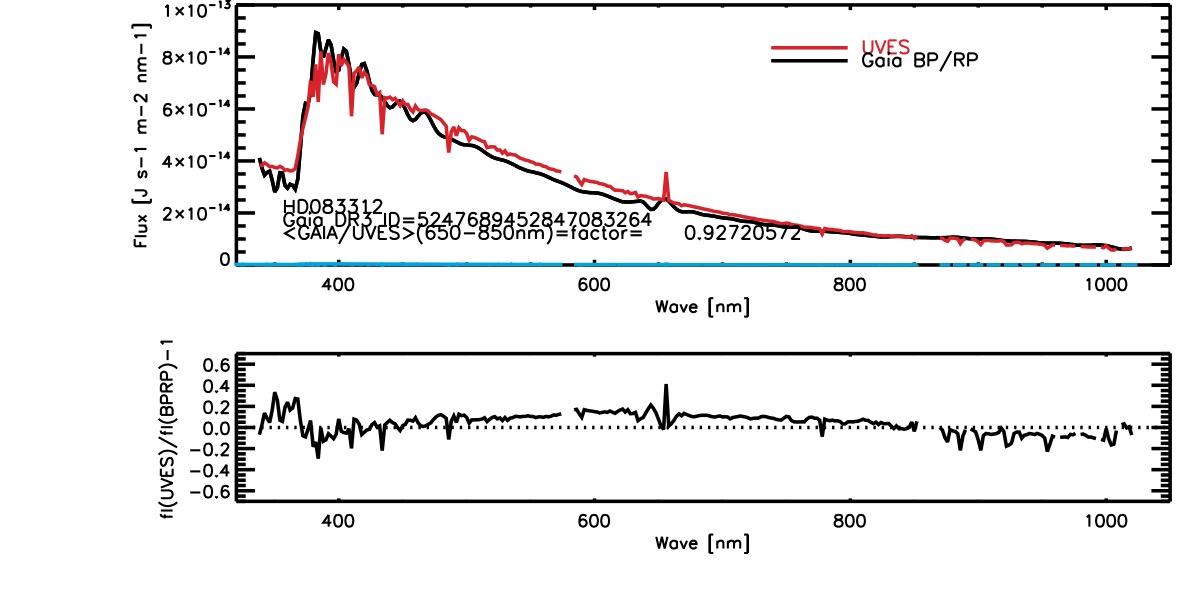 1×10⁻¹³
8×10⁻¹⁴
6×10⁻¹⁴
4×10⁻¹⁴
2×10⁻¹⁴
0
Flux [J s-1 m-2 nm-1]
UVES
Gaia BP/RP
HD083312
Gaia DR3 ID=5247689452847083264
<GAIA/UVES>(650-850nm)=factor= 0.92720572
400 600 800 1000
Wave [nm]
fl(UVES)/fl(BPRP)-1
0.6
0.4
0.2
0.0
-0.2
-0.4
-0.6
400 600 800 1000
Wave [nm]